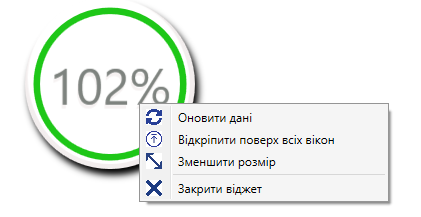 102%
Оновити дані
Відкріпити поверх всіх вікон
Зменшити розмір
Закрити віджет